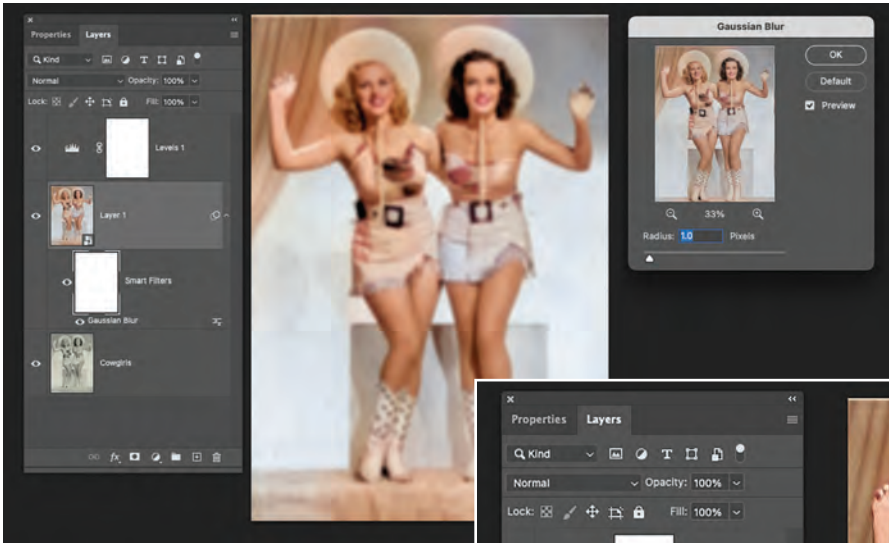 Properties Layers
Kind
Normal Opacity: 100%
Lock: Fill: 100%
Levels 1
Layer 1
Smart Filters
Gaussian Blur
Cowgirls
fx
Gaussian Blur
OK
Default
Preview
33%
Radius: 1.0 Pixels
Properties Layers
Kind
Normal Opacity: 100%
Lock: Fill: 100%